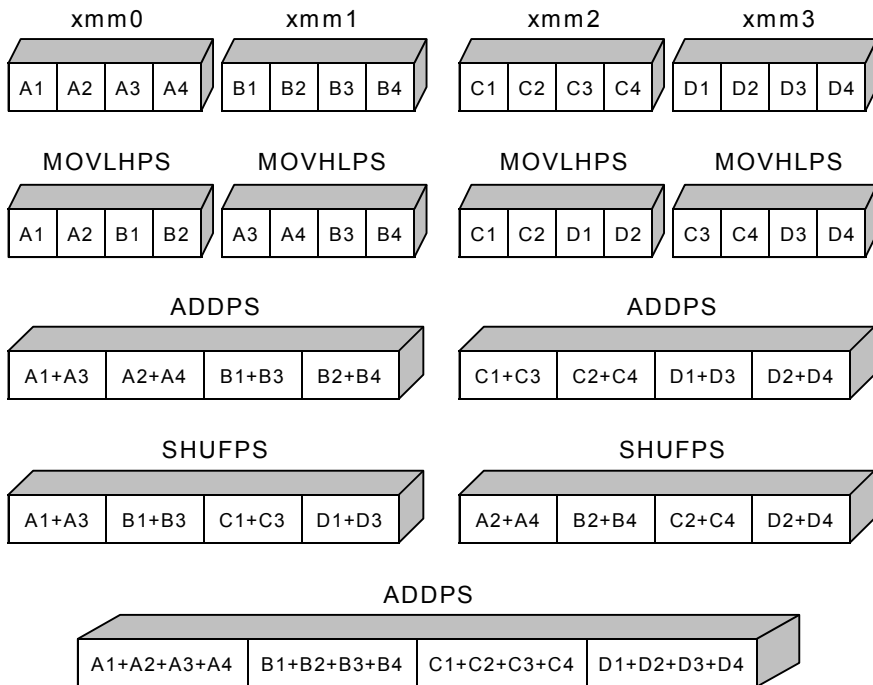 xmm0 xmm1 xmm2 xmm3
A1 A2 A3 A4 B1 B2 B3 B4 C1 C2 C3 C4 D1 D2 D3 D4
MOVLHPS MOVHLPS MOVLHPS MOVHLPS
A1 A2 B1 B2 A3 A4 B3 B4 C1 C2 D1 D2 C3 C4 D3 D4
ADDPS ADDPS
A1+A3 A2+A4 B1+B3 B2+B4 C1+C3 C2+C4 D1+D3 D2+D4
SHUFPS SHUFPS
A1+A3 B1+B3 C1+C3 D1+D3 A2+A4 B2+B4 C2+C4 D2+D4
ADDPS
A1+A2+A3+A4 B1+B2+B3+B4 C1+C2+C3+C4 D1+D2+D3+D4